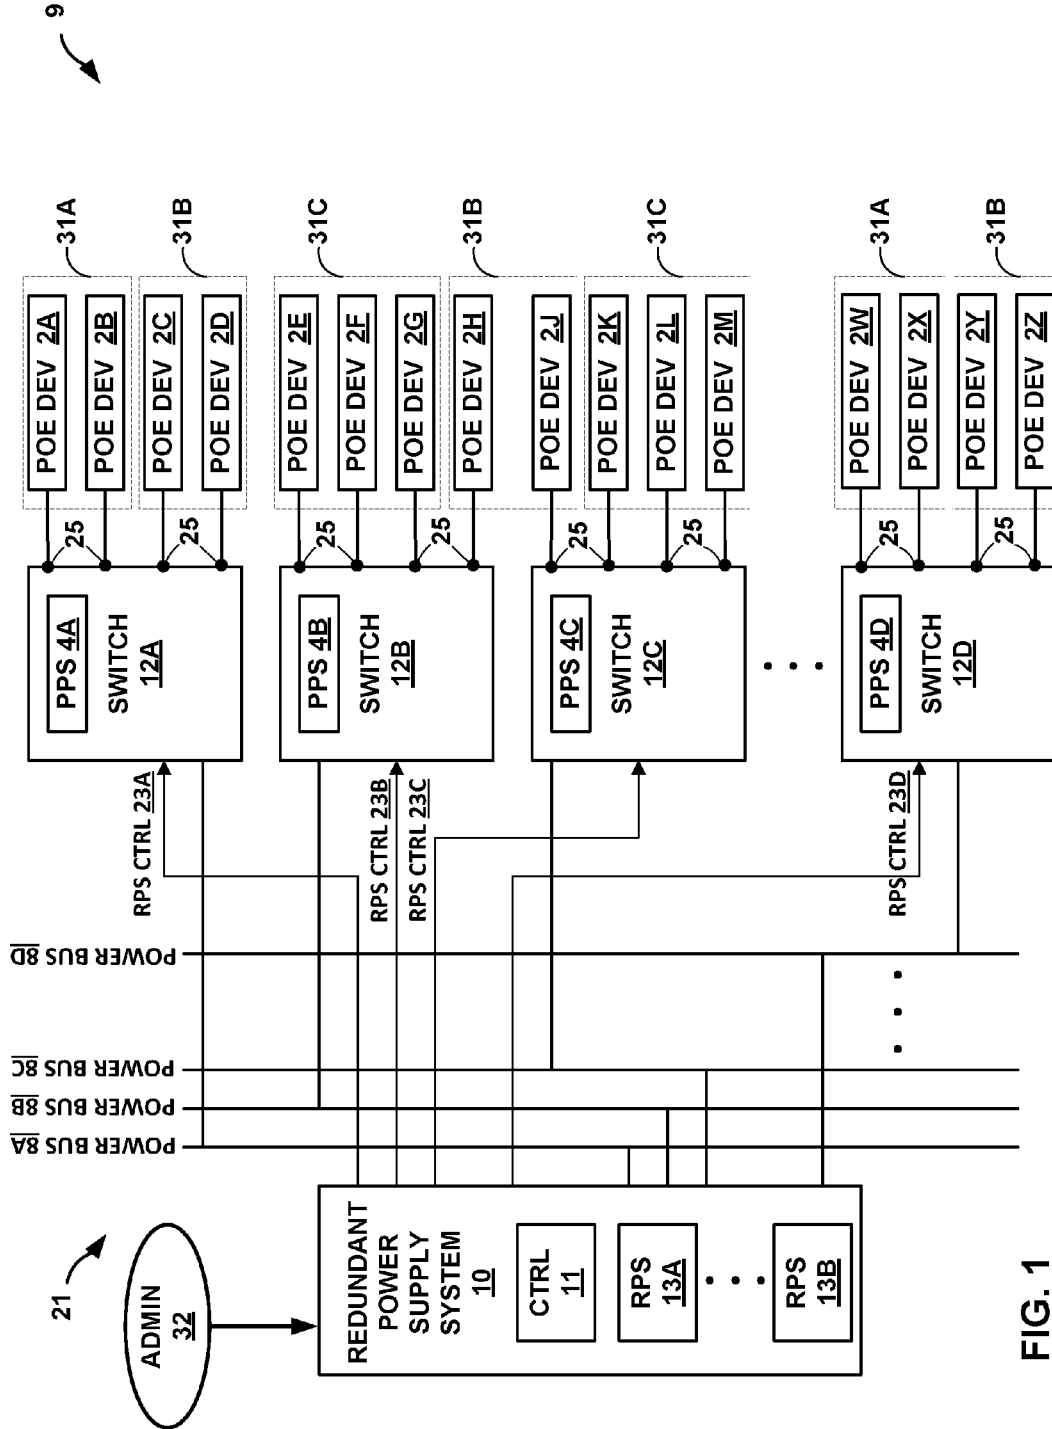 9
21
ADMIN
32
REDUNDANT
POWER
SUPPLY
SYSTEM
10
CTRL
11
RPS
13A
RPS
13B
POWER BUS 8A
POWER BUS 8B
POWER BUS 8C
POWER BUS 8D
RPS CTRL 23A
RPS CTRL 23B
RPS CTRL 23C
RPS CTRL 23D
PPS 4A
SWITCH
12A
25
25
POE DEV 2A
POE DEV 2B
POE DEV 2C
POE DEV 2D
31A
31B
PPS 4B
SWITCH
12B
25
25
POE DEV 2E
POE DEV 2F
POE DEV 2G
POE DEV 2H
31C
31B
PPS 4C
SWITCH
12C
25
25
POE DEV 2J
POE DEV 2K
POE DEV 2L
POE DEV 2M
31C
PPS 4D
SWITCH
12D
25
25
POE DEV 2W
POE DEV 2X
POE DEV 2Y
POE DEV 2Z
31A
31B
FIG. 1